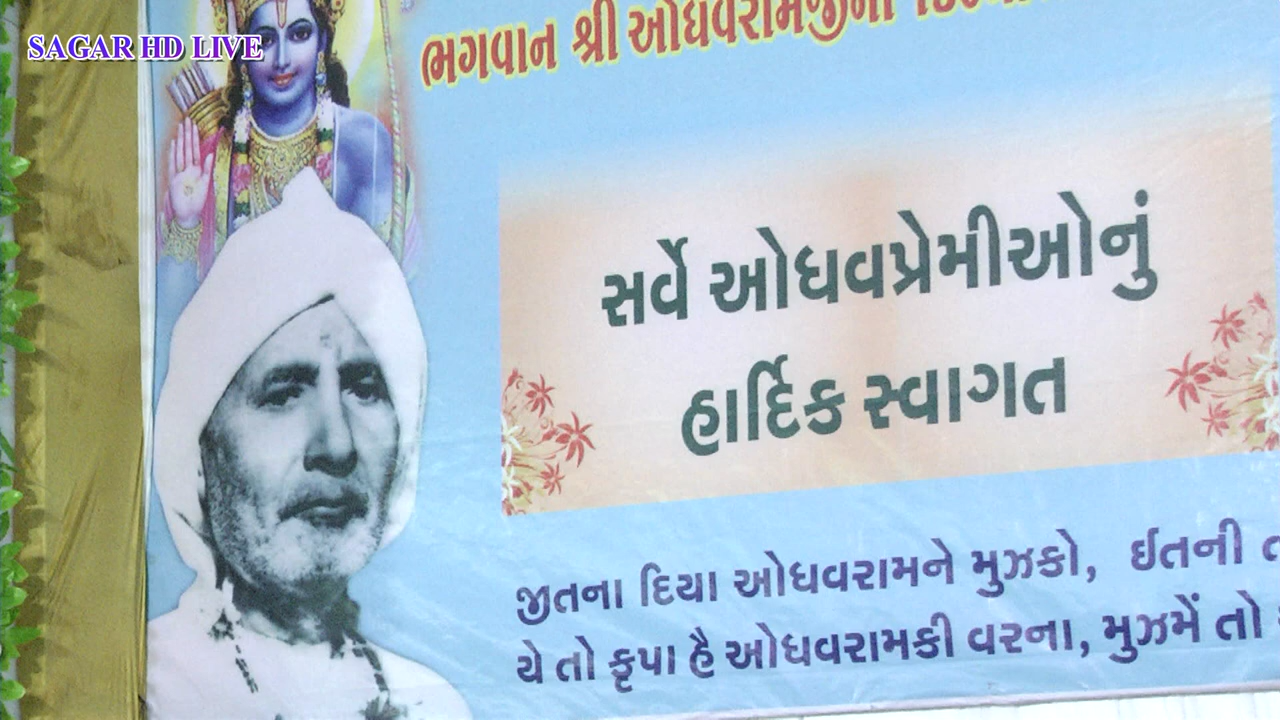 SAGAR HD LIVE
ભગવાન શ્રી ઓધવરામજીના
સર્વે ઓધવપ્રેમીઓનું
હાર્દિક સ્વાગત
જીતના દિયા ઓધવરામને મુઝકો, ઈતની
યે તો કૃપા હૈ ઓધવરામકી વરના, મુઝમેં તો